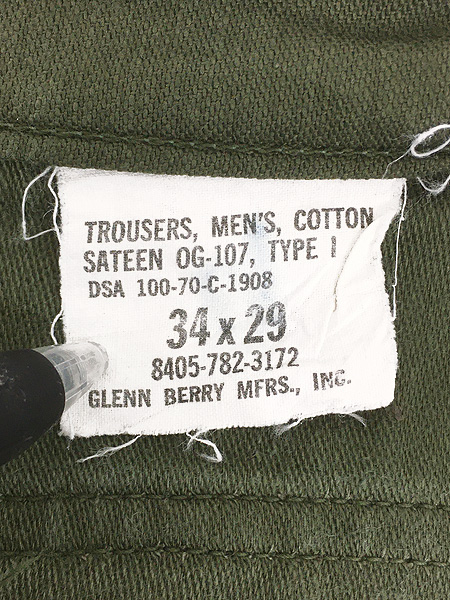 TROUSERS, MEN'S, COTTON
SATEEN OG-107, TYPE I
DSA 100-70-C-1908
34 x 29
8405-782-3172
GLENN BERRY MFRS., INC.